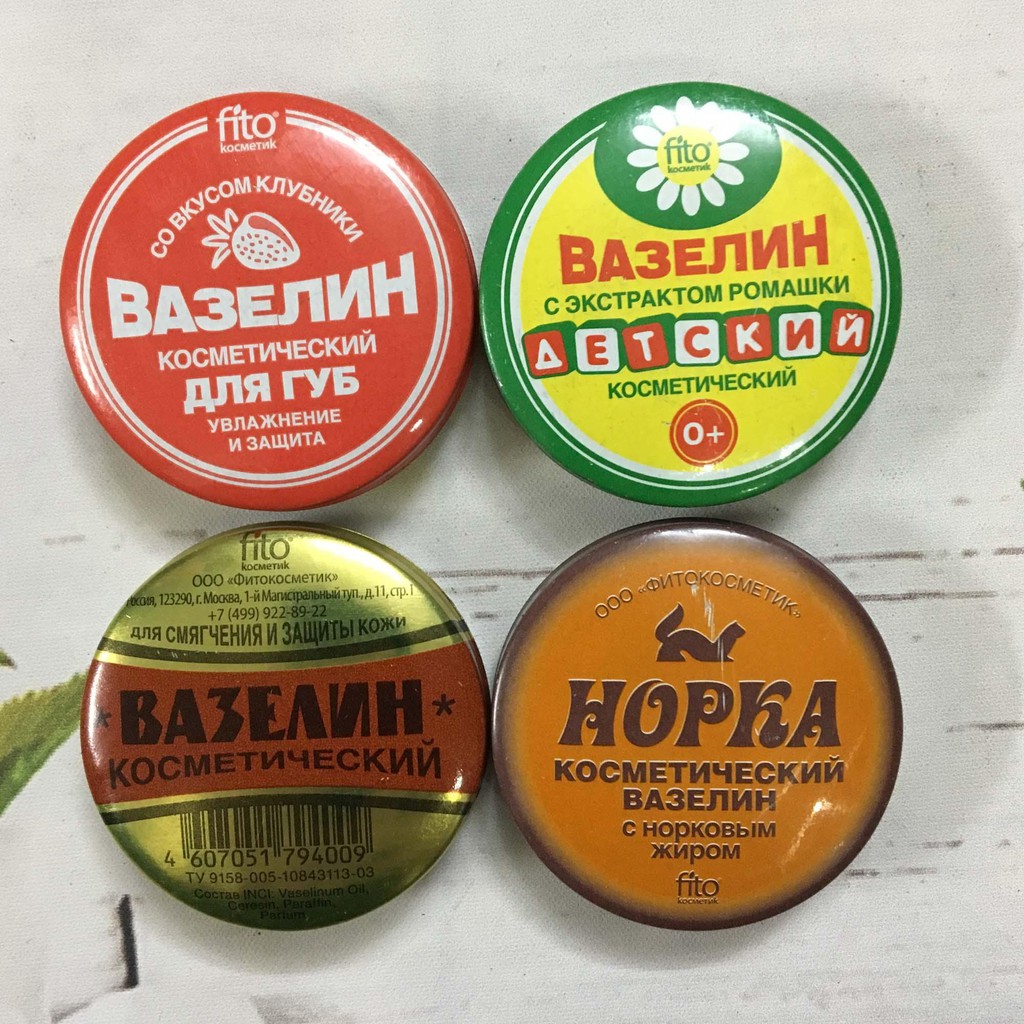 fito®
косметик
СО ВКУСОМ КЛУБНИКИ
ВАЗЕЛИН
КОСМЕТИЧЕСКИЙ
ДЛЯ ГУБ
УВЛАЖНЕНИЕ
И ЗАЩИТА
fito®
косметик
ВАЗЕЛИН
С ЭКСТРАКТОМ РОМАШКИ
ДЕТСКИЙ
КОСМЕТИЧЕСКИЙ
0+
fito®
косметик
ООО «Фитокосметик»
Россия, 123290, г. Москва, 1-й Магистральный туп., д.11, стр.1
+7 (499) 922-89-22
для СМЯГЧЕНИЯ И ЗАЩИТЫ КОЖИ
* ВАЗЕЛИН *
КОСМЕТИЧЕСКИЙ
4 607051 794009
ТУ 9158-005-10843113-03
Состав INCI: Vaselinum Oil,
Ceresin, Paraffin,
Parfum
ООО «ФИТОКОСМЕТИК»
НОРКА
КОСМЕТИЧЕСКИЙ
ВАЗЕЛИН
С НОРКОВЫМ
ЖИРОМ
fito®
косметик